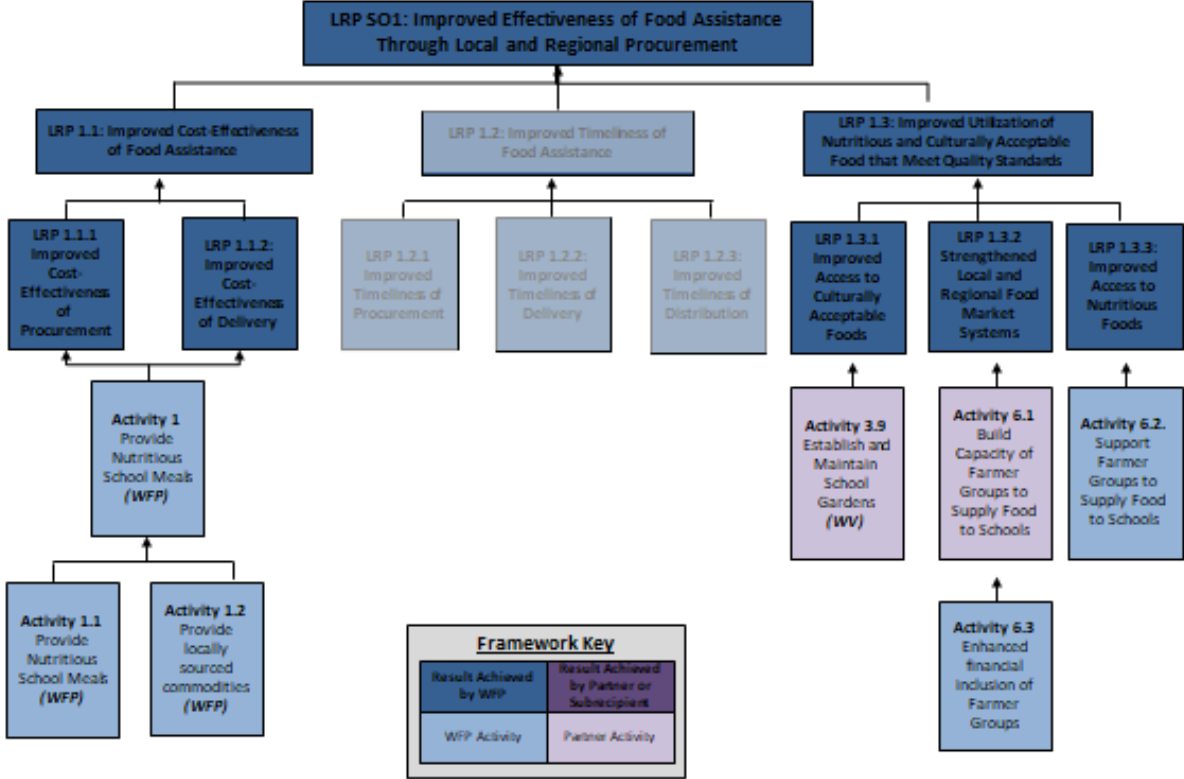 LRP SO1: Improved Effectiveness of Food Assistance
Through Local and Regional Procurement
LRP 1.1: Improved Cost-Effectiveness
of Food Assistance
LRP 1.2: Improved Timeliness of
Food Assistance
LRP 1.3: Improved Utilization of
Nutritious and Culturally Acceptable
Food that Meet Quality Standards
LRP 1.1.1
Improved
Cost-
Effectiveness
of
Procurement
LRP 1.1.2:
Improved
Cost-
Effectiveness
of Delivery
LRP 1.2.1
Improved
Timeliness of
Procurement
LRP 1.2.2:
Improved
Timeliness of
Delivery
LRP 1.2.3:
Improved
Timeliness of
Distribution
LRP 1.3.1
Improved
Access to
Culturally
Acceptable
Foods
LRP 1.3.2
Strengthened
Local and
Regional Food
Market
Systems
LRP 1.3.3:
Improved
Access to
Nutritious
Foods
Activity 1
Provide
Nutritious
School Meals
(WFP)
Activity 3.9
Establish and
Maintain
School
Gardens
(WV)
Activity 6.1
Build
Capacity of
Farmer
Groups to
Supply Food
to Schools
Activity 6.2.
Support
Farmer
Groups to
Supply Food
to Schools
Activity 1.1
Provide
Nutritious
School Meals
(WFP)
Activity 1.2
Provide
locally
sourced
commodities
(WFP)
Activity 6.3
Enhanced
financial
inclusion of
Farmer
Groups
Framework Key
Result Achieved
by WFP
Result Achieved
by Partner or
Subrecipient
WFP Activity
Partner Activity